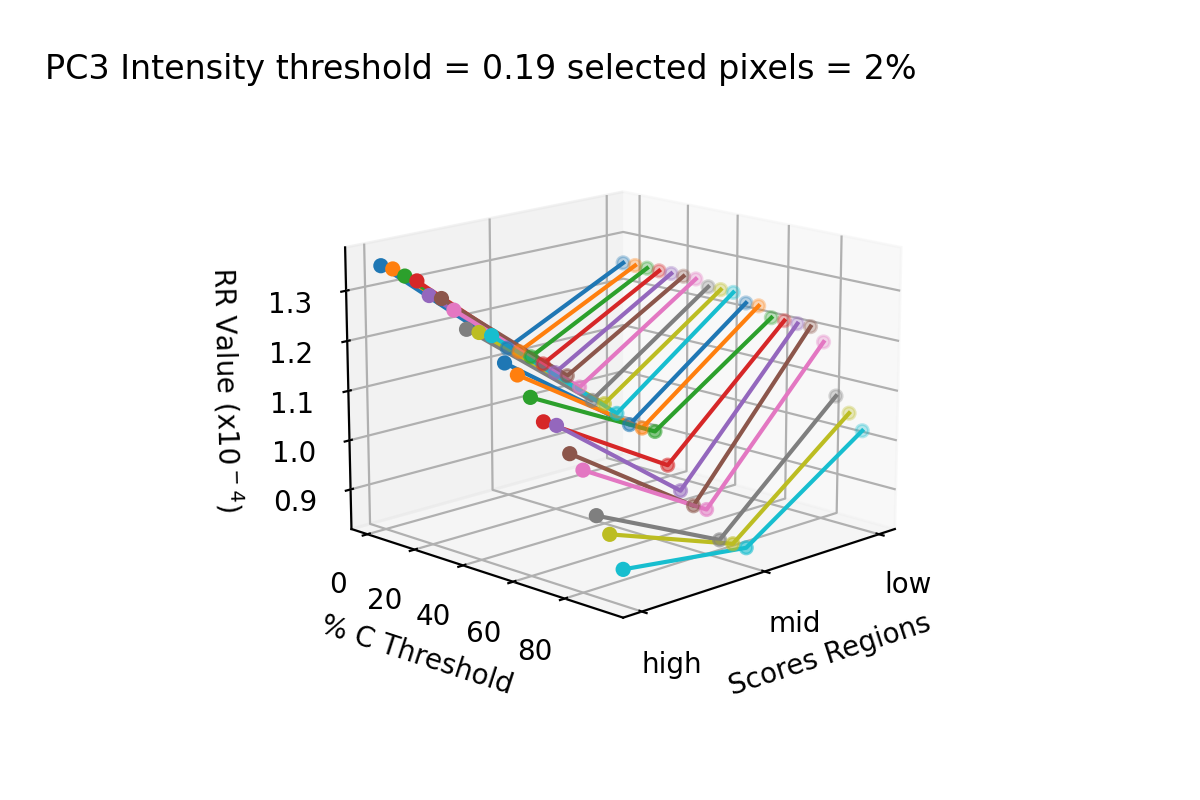 PC3 Intensity threshold = 0.19 selected pixels = 2%
RR Value (x10⁻⁴)
1.3
1.2
1.1
1.0
0.9
0
20
40
60
80
% C Threshold
high
mid
low
Scores Regions